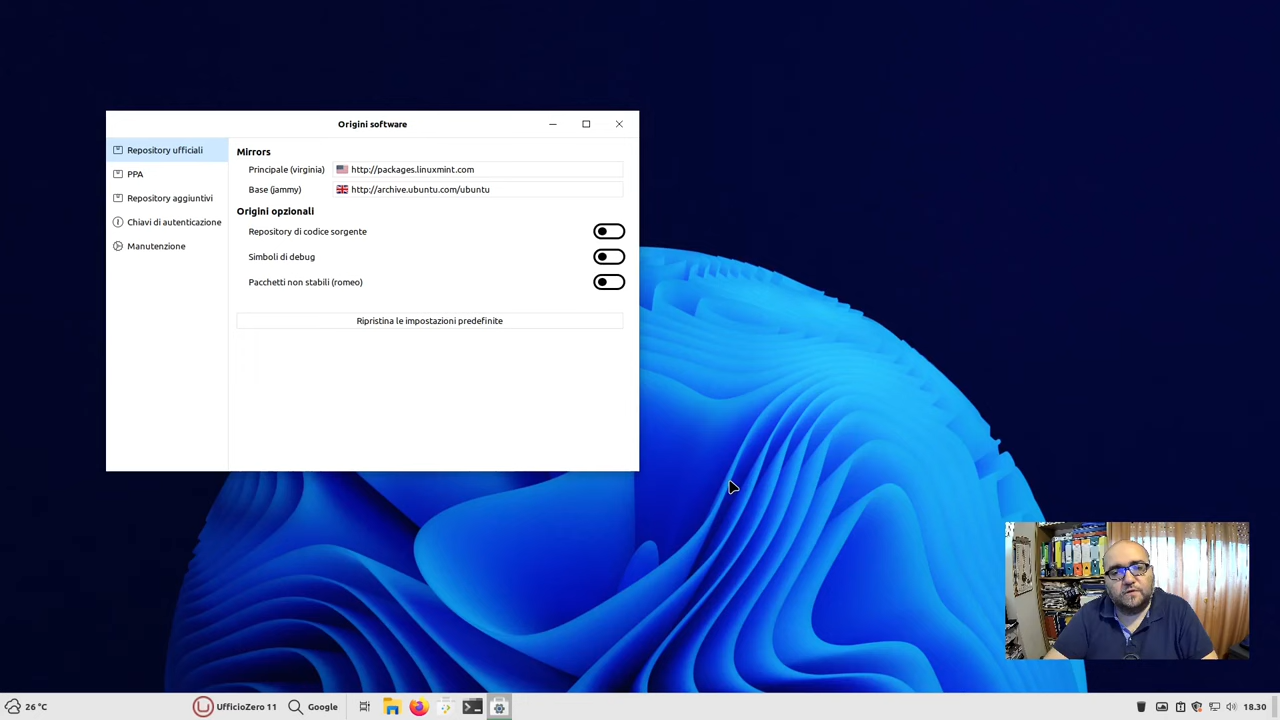 Origini software
Repository ufficiali
PPA
Repository aggiuntivi
Chiavi di autenticazione
Manutenzione
Mirrors
Principale (virginia) http://packages.linuxmint.com
Base (jammy) http://archive.ubuntu.com/ubuntu
Origini opzionali
Repository di codice sorgente
Simboli di debug
Pacchetti non stabili (romeo)
Ripristina le impostazioni predefinite
26 °C UfficioZero 11 Google 18.30